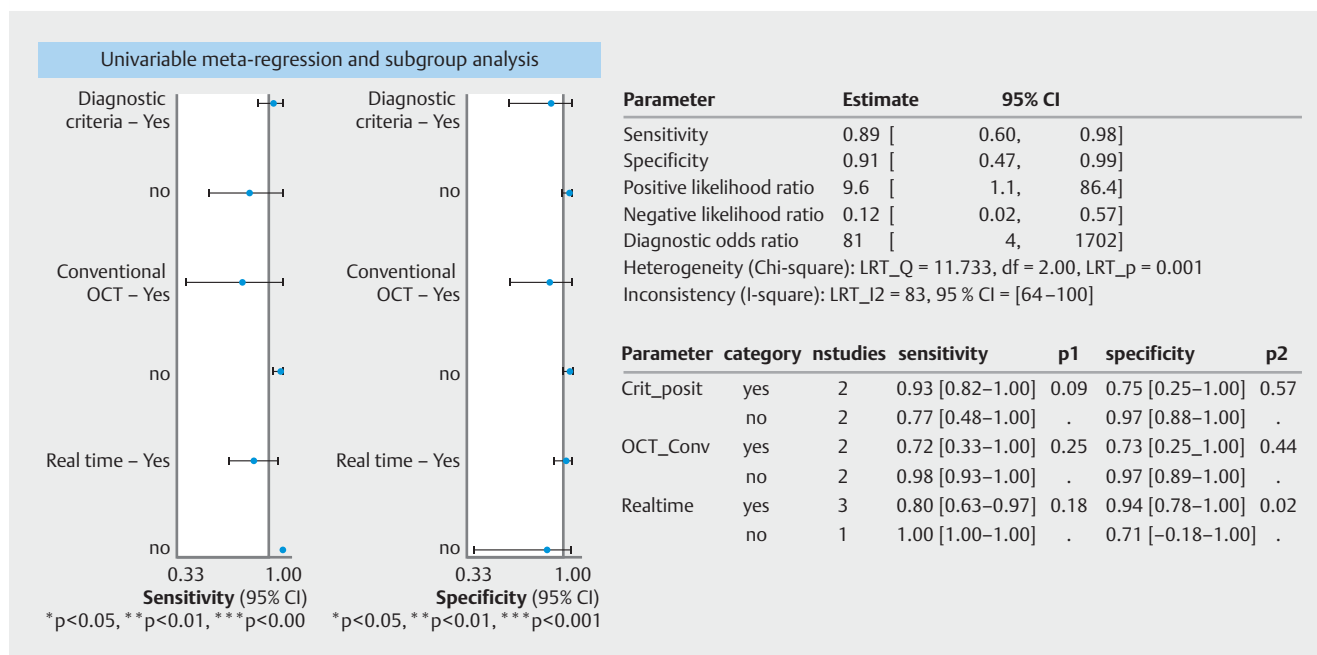 Univariable meta-regression and subgroup analysis
Diagnostic
criteria – Yes
no
Conventional
OCT – Yes
no
Real time – Yes
no
0.33 1.00
Sensitivity (95% CI)
*p<0.05, **p<0.01, ***p<0.00
Diagnostic
criteria – Yes
no
Conventional
OCT – Yes
no
Real time – Yes
no
0.33 1.00
Specificity (95% CI)
*p<0.05, **p<0.01, ***p<0.001
Parameter Estimate 95% CI
Sensitivity 0.89 [ 0.60, 0.98]
Specificity 0.91 [ 0.47, 0.99]
Positive likelihood ratio 9.6 [ 1.1, 86.4]
Negative likelihood ratio 0.12 [ 0.02, 0.57]
Diagnostic odds ratio 81 [ 4, 1702]
Heterogeneity (Chi-square): LRT_Q = 11.733, df = 2.00, LRT_p = 0.001
Inconsistency (I-square): LRT_I2 = 83, 95 % CI = [64–100]
Parameter category nstudies sensitivity p1 specificity p2
Crit_posit yes 2 0.93 [0.82–1.00] 0.09 0.75 [0.25–1.00] 0.57
no 2 0.77 [0.48–1.00] . 0.97 [0.88–1.00] .
OCT_Conv yes 2 0.72 [0.33–1.00] 0.25 0.73 [0.25_1.00] 0.44
no 2 0.98 [0.93–1.00] . 0.97 [0.89–1.00] .
Realtime yes 3 0.80 [0.63–0.97] 0.18 0.94 [0.78–1.00] 0.02
no 1 1.00 [1.00–1.00] . 0.71 [–0.18–1.00] .